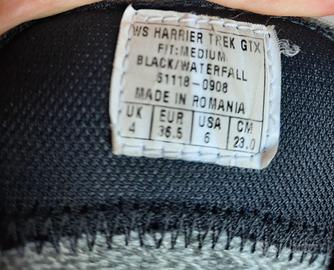 WS HARRIER TREK GTX
FIT:MEDIUM
BLACK/WATERFALL
61118-0908
MADE IN ROMANIA
UK EUR USA CM
4 36.5 6 23.0